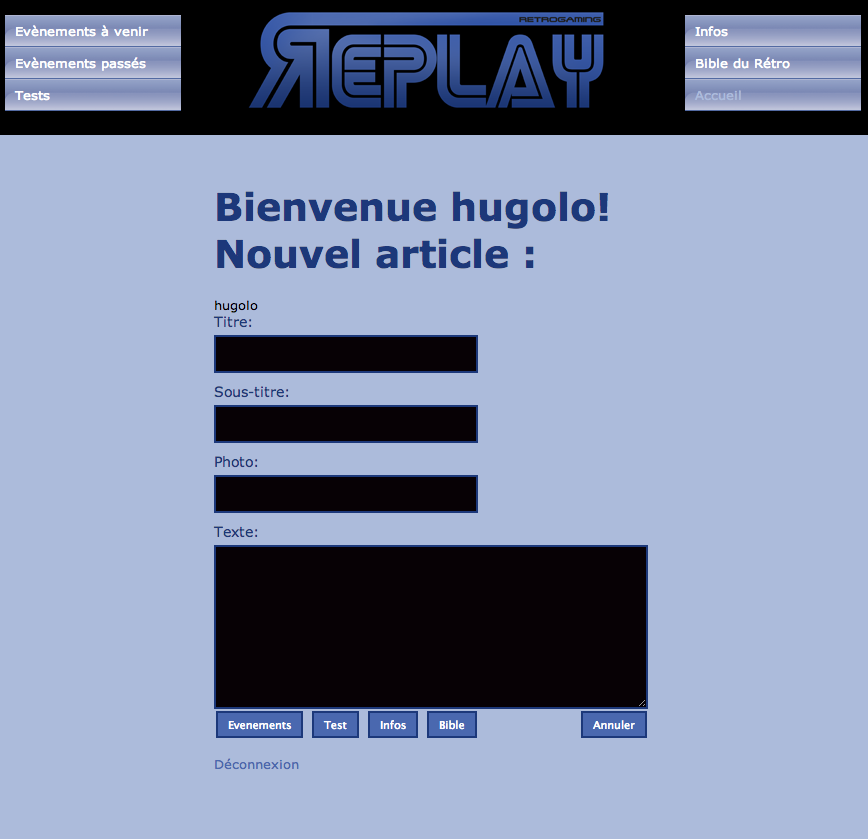 Evènements à venir
Evènements passés
Tests
RETROGAMING
REPLAY
Infos
Bible du Rétro
Accueil
Bienvenue hugolo!
Nouvel article :
hugolo
Titre:
Sous-titre:
Photo:
Texte:
Evenements Test Infos Bible Annuler
Déconnexion